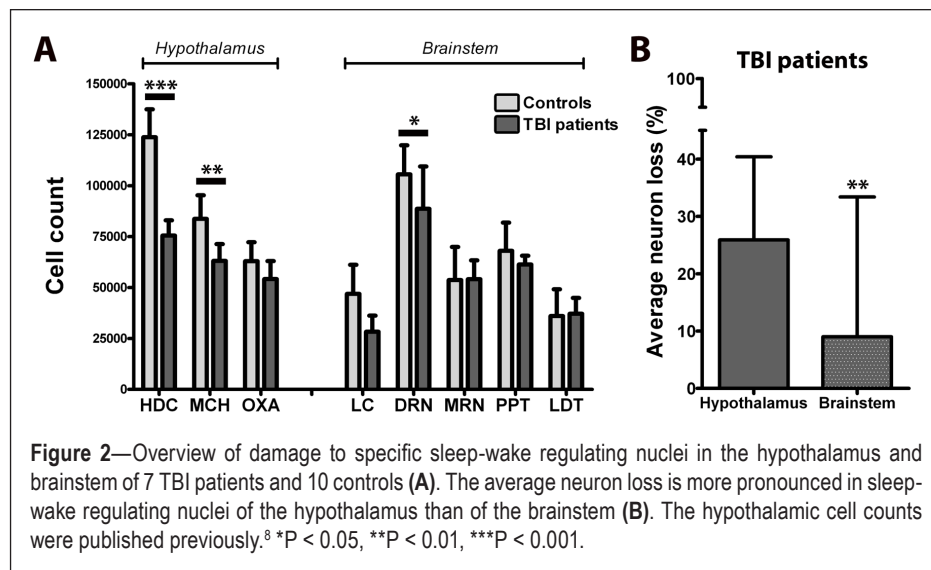 A
Hypothalamus
Brainstem
B
TBI patients
Cell count
150000
125000
100000
75000
50000
25000
0
***
**
*
Controls
TBI patients
HDC MCH OXA LC DRN MRN PPT LDT
Average neuron loss (%)
100
40
30
20
10
0
**
Hypothalamus Brainstem
Figure 2—Overview of damage to specific sleep-wake regulating nuclei in the hypothalamus and
brainstem of 7 TBI patients and 10 controls (A). The average neuron loss is more pronounced in sleep-
wake regulating nuclei of the hypothalamus than of the brainstem (B). The hypothalamic cell counts
were published previously.⁸ *P < 0.05, **P < 0.01, ***P < 0.001.